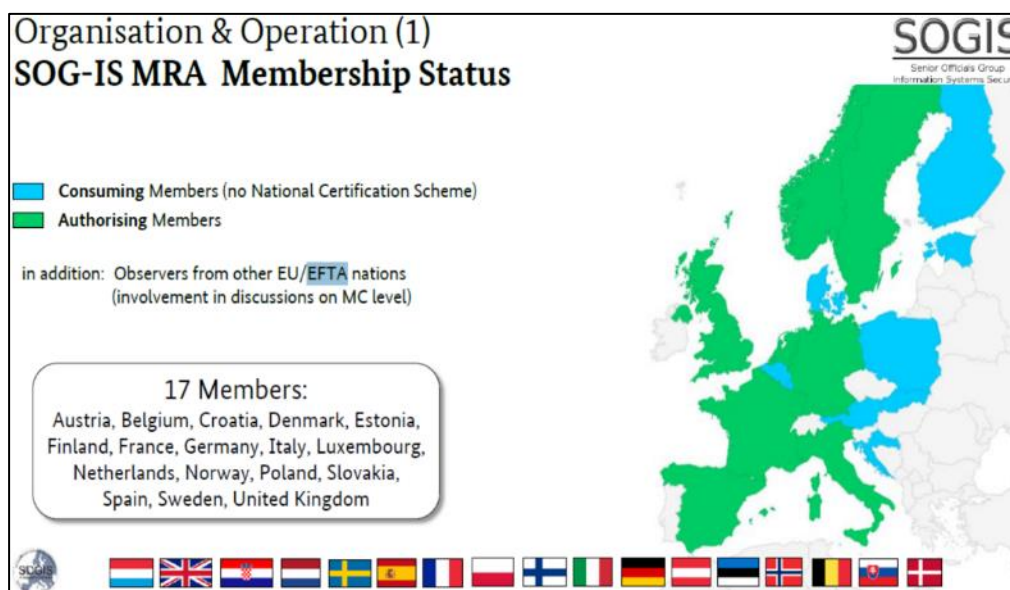 Organisation & Operation (1)
SOG-IS MRA Membership Status
SOGIS
Senior Officials Group
Information Systems Secu
Consuming Members (no National Certification Scheme)
Authorising Members
in addition: Observers from other EU/EFTA nations
(involvement in discussions on MC level)
17 Members:
Austria, Belgium, Croatia, Denmark, Estonia,
Finland, France, Germany, Italy, Luxembourg,
Netherlands, Norway, Poland, Slovakia,
Spain, Sweden, United Kingdom
SOGIS